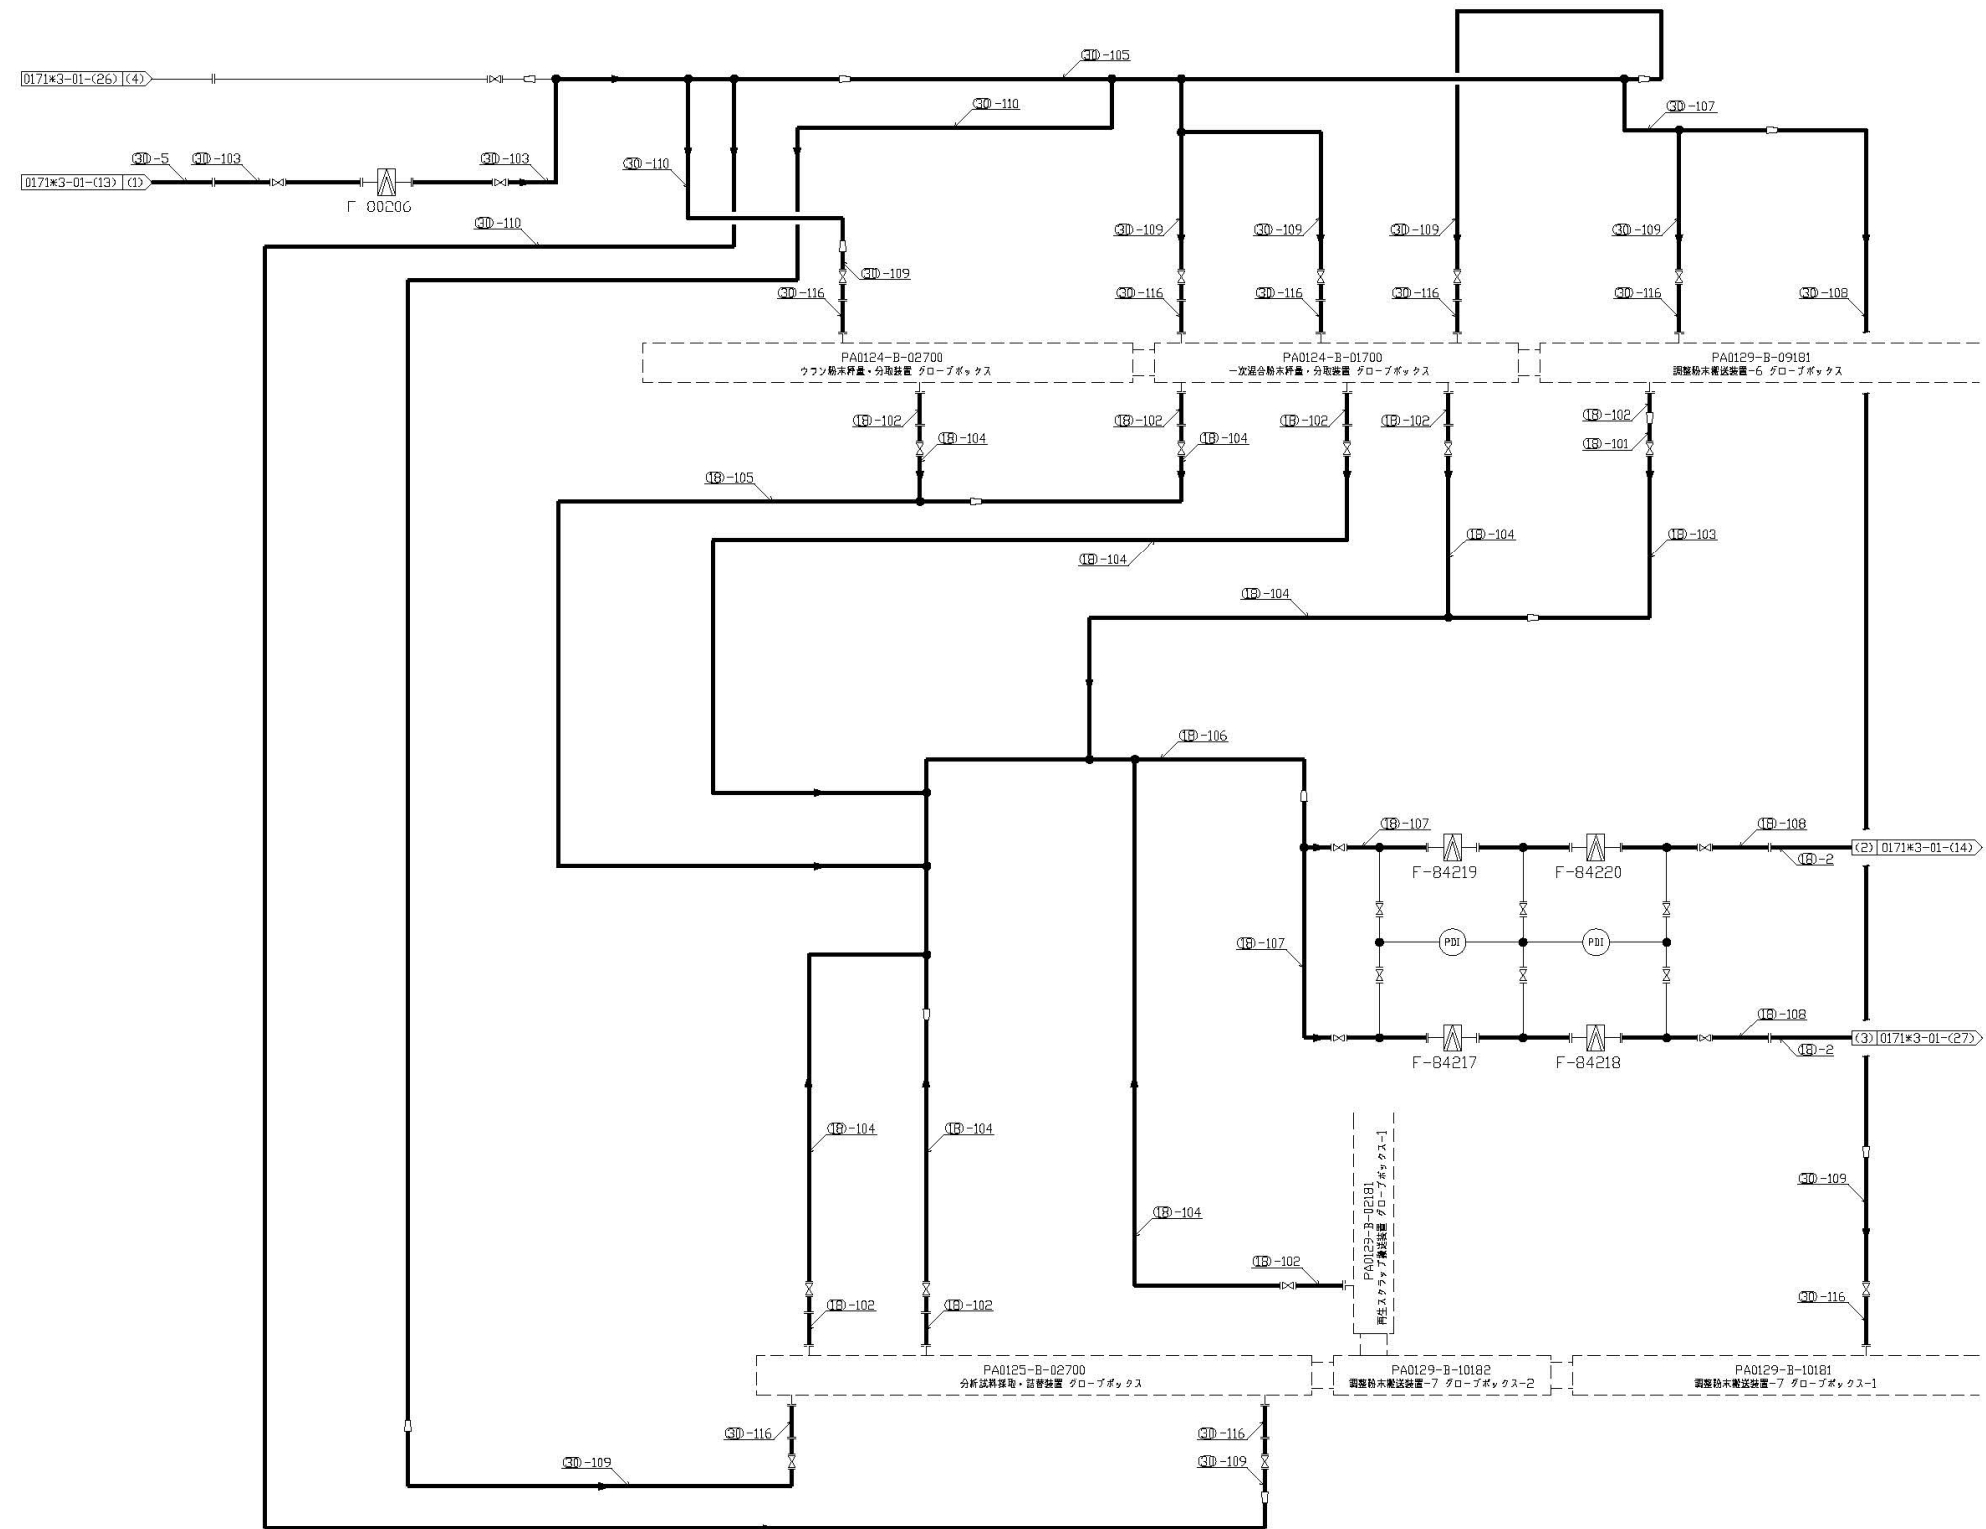 ㉚-105
0171*3-01-(26) (4)
㉚-110
㉚-107
㉚-5
㉚-103
㉚-103
㉚-110
0171*3-01-(13) (1)
㉚-110
㉚-109
㉚-109
㉚-109
㉚-109
㉚-109
㉚-116
㉚-116
㉚-116
㉚-116
㉚-116
㉚-108
PA0124-B-02700
ウラン粉末秤量・分取装置 グローブボックス
PA0124-B-01700
一次混合粉末秤量・分取装置 グローブボックス
PA0129-B-09181
調整粉末搬送装置-6 グローブボックス
⑱-102
⑱-102
⑱-102
⑱-102
⑱-102
⑱-104
⑱-104
⑱-101
⑱-105
⑱-104
⑱-104
⑱-103
⑱-104
⑱-106
⑱-107
⑱-108
(2) 0171*3-01-(14)
⑱-2
F-84219
F-84220
⑱-107
PDI
PDI
⑱-108
(3) 0171*3-01-(27)
⑱-2
F-84217
F-84218
⑱-104
⑱-104
⑱-104
PA0129-B-02181
再生スクラップ搬送装置 グローブボックス-1
㉚-109
⑱-102
⑱-102
⑱-102
㉚-116
PA0125-B-02700
分析試料採取・詰替装置 グローブボックス
PA0129-B-10182
調整粉末搬送装置-7 グローブボックス-2
PA0129-B-10181
調整粉末搬送装置-7 グローブボックス-1
㉚-116
㉚-116
㉚-109
㉚-109